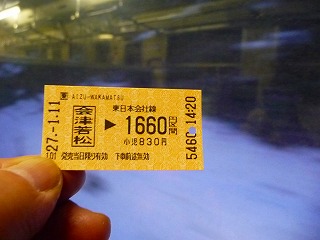 東 AIZU-WAKAMATSU
会津若松
東日本会社線
▶ 1660円区間
小児830円
27.-1.11
5460 14:20
101 発売当日限り有効 下車前途無効